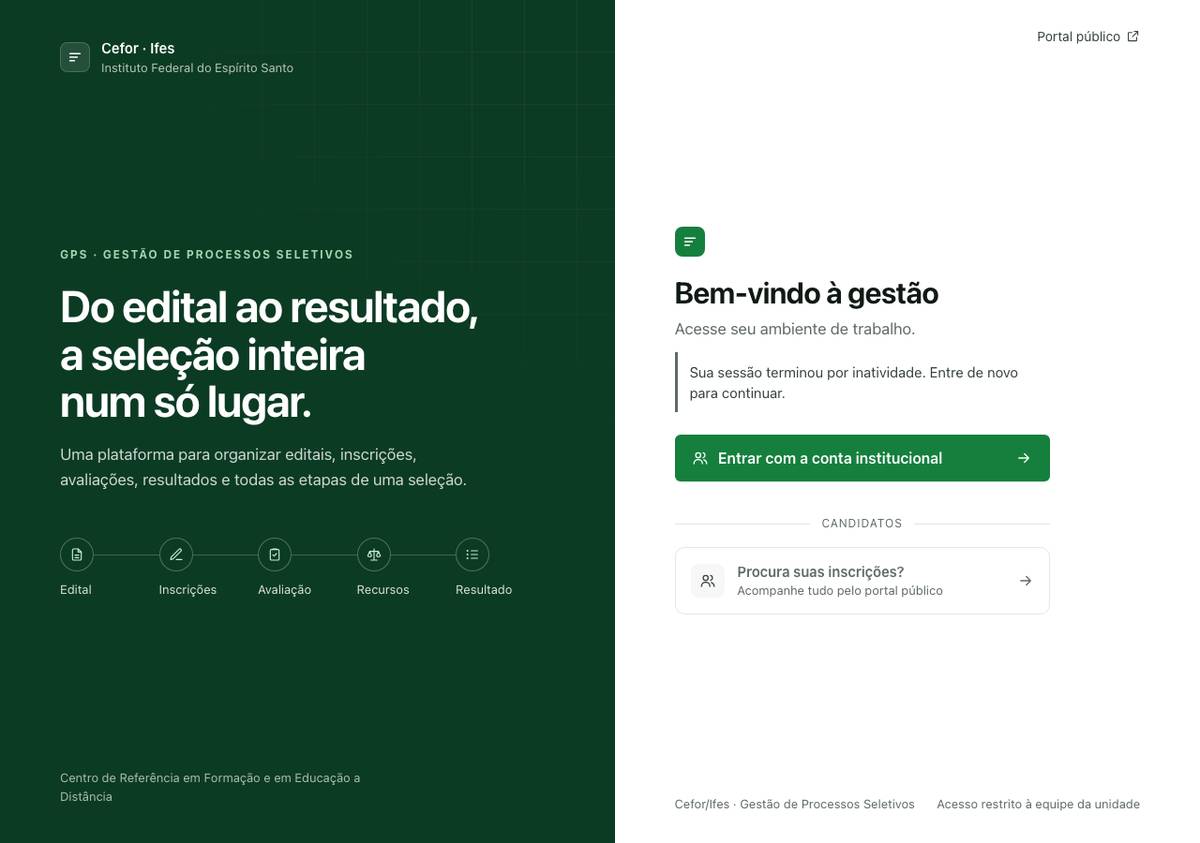 Cefor · Ifes
Instituto Federal do Espírito Santo
GPS · GESTÃO DE PROCESSOS SELETIVOS
Do edital ao resultado,
a seleção inteira
num só lugar.
Uma plataforma para organizar editais, inscrições,
avaliações, resultados e todas as etapas de uma seleção.
Edital
Inscrições
Avaliação
Recursos
Resultado
Centro de Referência em Formação e em Educação a
Distância
Portal público
Bem-vindo à gestão
Acesse seu ambiente de trabalho.
Sua sessão terminou por inatividade. Entre de novo
para continuar.
Entrar com a conta institucional
CANDIDATOS
Procura suas inscrições?
Acompanhe tudo pelo portal público
Cefor/Ifes · Gestão de Processos Seletivos
Acesso restrito à equipe da unidade